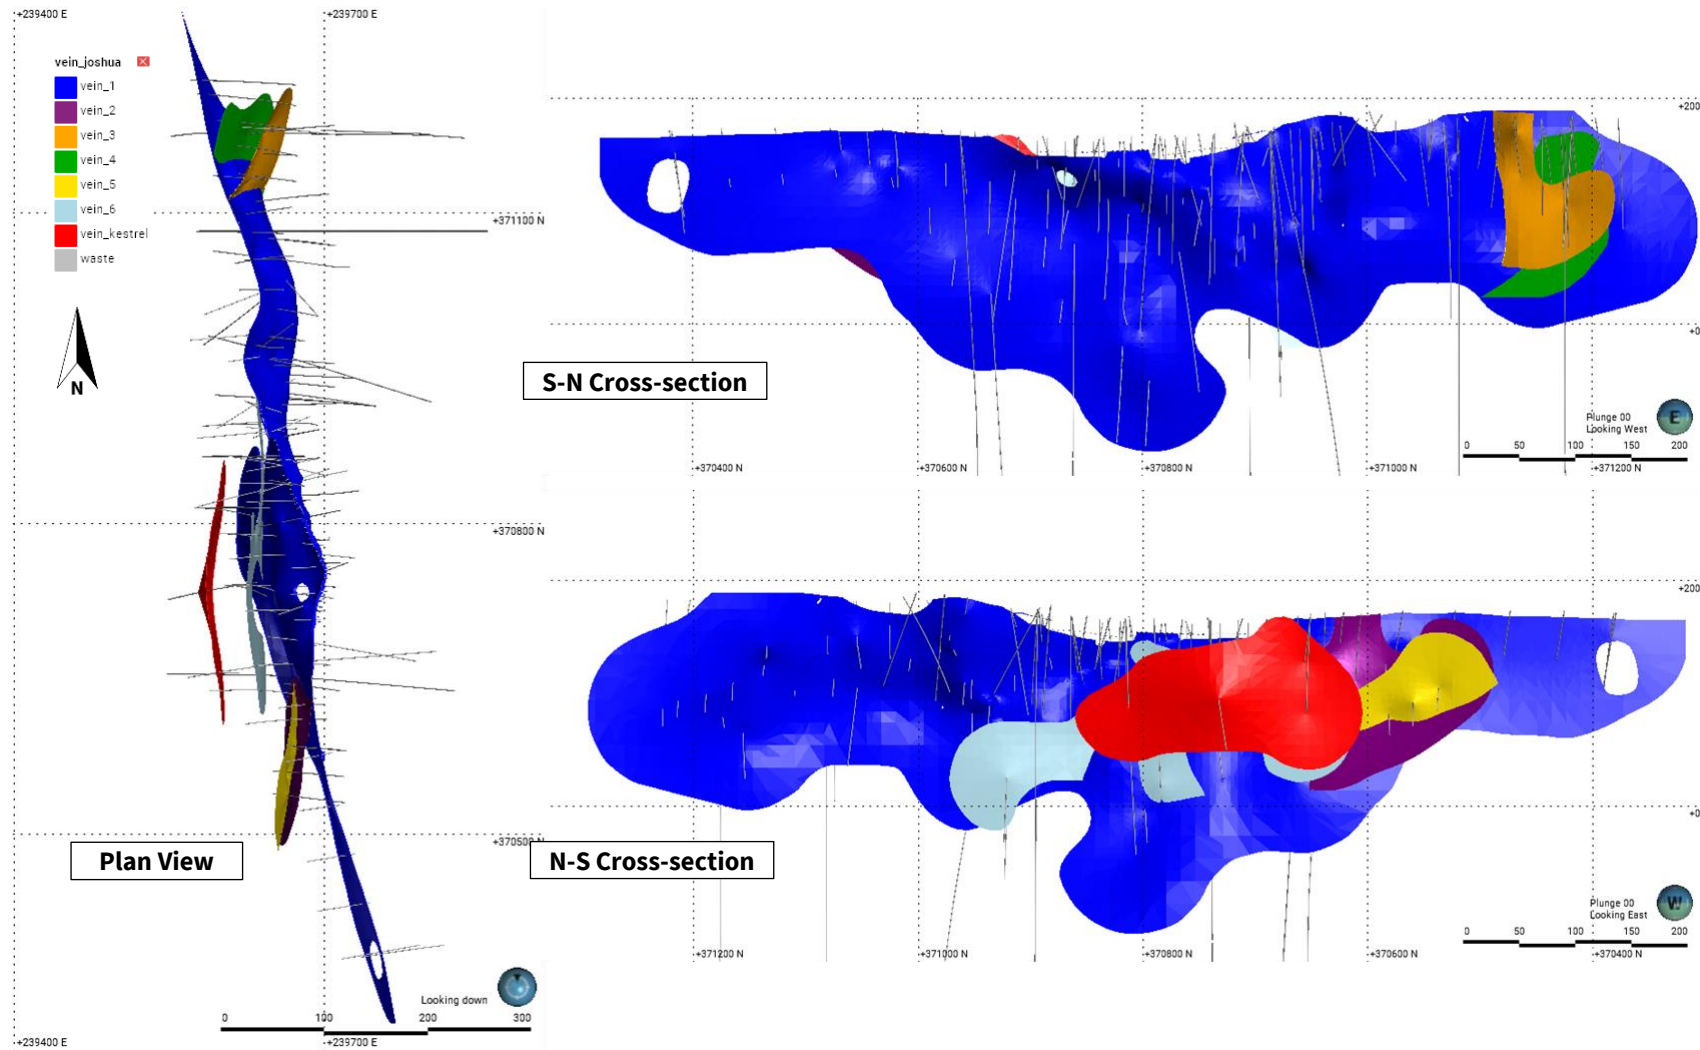 +239400 E
+239700 E
vein_joshua
vein_1
vein_2
vein_3
vein_4
vein_5
vein_6
vein_kestrel
waste
N
+371100 N
+370800 N
+370500
Plan View
Looking down
0 100 200 300
+239400 E
+239700 E
+200
+0
S-N Cross-section
Plunge 00
Looking West
E
0 50 100 150 200
+370400 N
+370600 N
+370800 N
+371000 N
+371200 N
+200
+0
N-S Cross-section
Plunge 00
Looking East
W
0 50 100 150 200
+371200 N
+371000 N
+370800 N
+370600 N
+370400 N